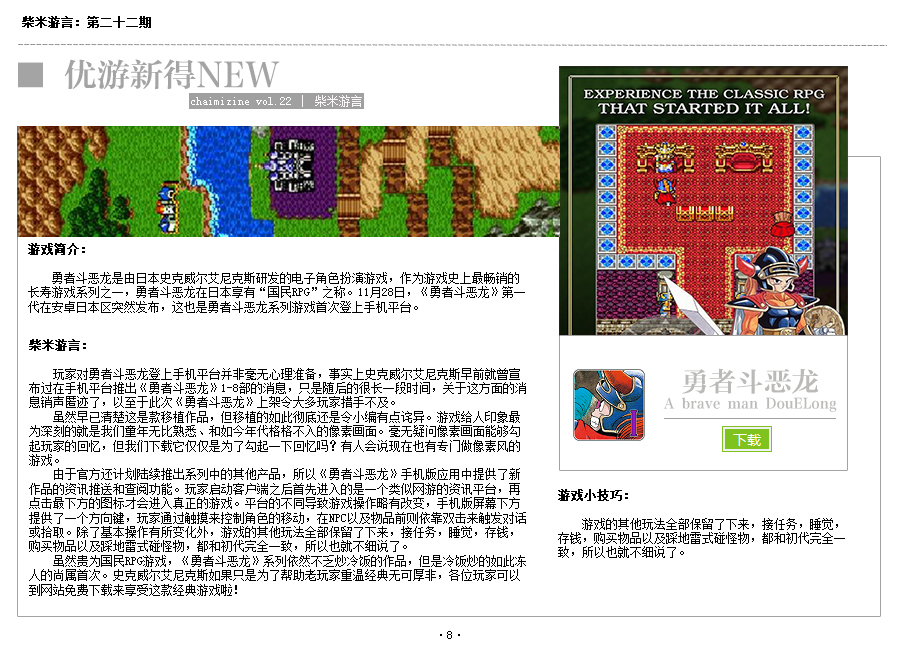 柴米游言：第二十二期
优游新得NEW
chaimizine vol.22 | 柴米游言
游戏简介：
勇者斗恶龙是由日本史克威尔艾尼克斯研发的电子角色扮演游戏，作为游戏史上最畅销的
长寿游戏系列之一，勇者斗恶龙在日本享有“国民RPG”之称。11月28日，《勇者斗恶龙》第一
代在安卓日本区突然发布，这也是勇者斗恶龙系列游戏首次登上手机平台。
柴米游言：
玩家对勇者斗恶龙登上手机平台并非毫无心理准备，事实上史克威尔艾尼克斯早前就曾宣
布过在手机平台推出《勇者斗恶龙》1-8部的消息，只是随后的很长一段时间，关于这方面的消
息销声匿迹了，以至于此次《勇者斗恶龙》上架令大多玩家措手不及。
虽然早已清楚这是款移植作品，但移植的如此彻底还是令小编有点诧异。游戏给人印象最
为深刻的就是我们童年无比熟悉、和如今年代格格不入的像素画面。毫无疑问像素画面能够勾
起玩家的回忆，但我们下载它仅仅是为了勾起一下回忆吗？有人会说现在也有专门做像素风的
游戏。
由于官方还计划陆续推出系列中的其他产品，所以《勇者斗恶龙》手机版应用中提供了新
作品的资讯推送和查阅功能。玩家启动客户端之后首先进入的是一个类似网游的资讯平台，再
点击最下方的图标才会进入真正的游戏。平台的不同导致游戏操作略有改变，手机版屏幕下方
提供了一个方向键，玩家通过触摸来控制角色的移动，在NPC以及物品前则依靠双击来触发对话
或拾取。除了基本操作有所变化外，游戏的其他玩法全部保留了下来，接任务，睡觉，存钱，
购买物品以及踩地雷式碰怪物，都和初代完全一致，所以也就不细说了。
虽然贵为国民RPG游戏，《勇者斗恶龙》系列依然不乏炒冷饭的作品，但是冷饭炒的如此冻
人的尚属首次。史克威尔艾尼克斯如果只是为了帮助老玩家重温经典无可厚非，各位玩家可以
到网站免费下载来享受这款经典游戏啦！
EXPERIENCE THE CLASSIC RPG
THAT STARTED IT ALL!
I
勇者斗恶龙
A brave man DouELong
下载
游戏小技巧：
游戏的其他玩法全部保留了下来，接任务，睡觉，
存钱，购买物品以及踩地雷式碰怪物，都和初代完全一
致，所以也就不细说了。
·8·